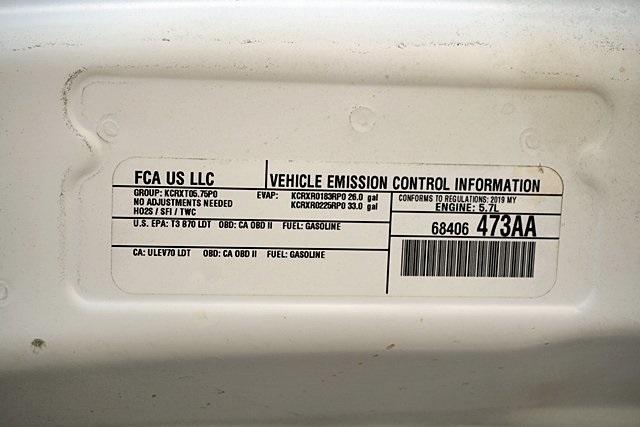 FCA US LLC
VEHICLE EMISSION CONTROL INFORMATION
GROUP: KCRXT05.75P0
NO ADJUSTMENTS NEEDED
HO2S / SFI / TWC
EVAP: KCRXR0183RP0 26.0 gal
KCRXR0225RP0 33.0 gal
CONFORMS TO REGULATIONS: 2019 MY
ENGINE: 5.7L
U.S. EPA: T3 B70 LDT OBD: CA OBD II FUEL: GASOLINE
68406 473AA
CA: ULEV70 LDT OBD: CA OBD II FUEL: GASOLINE